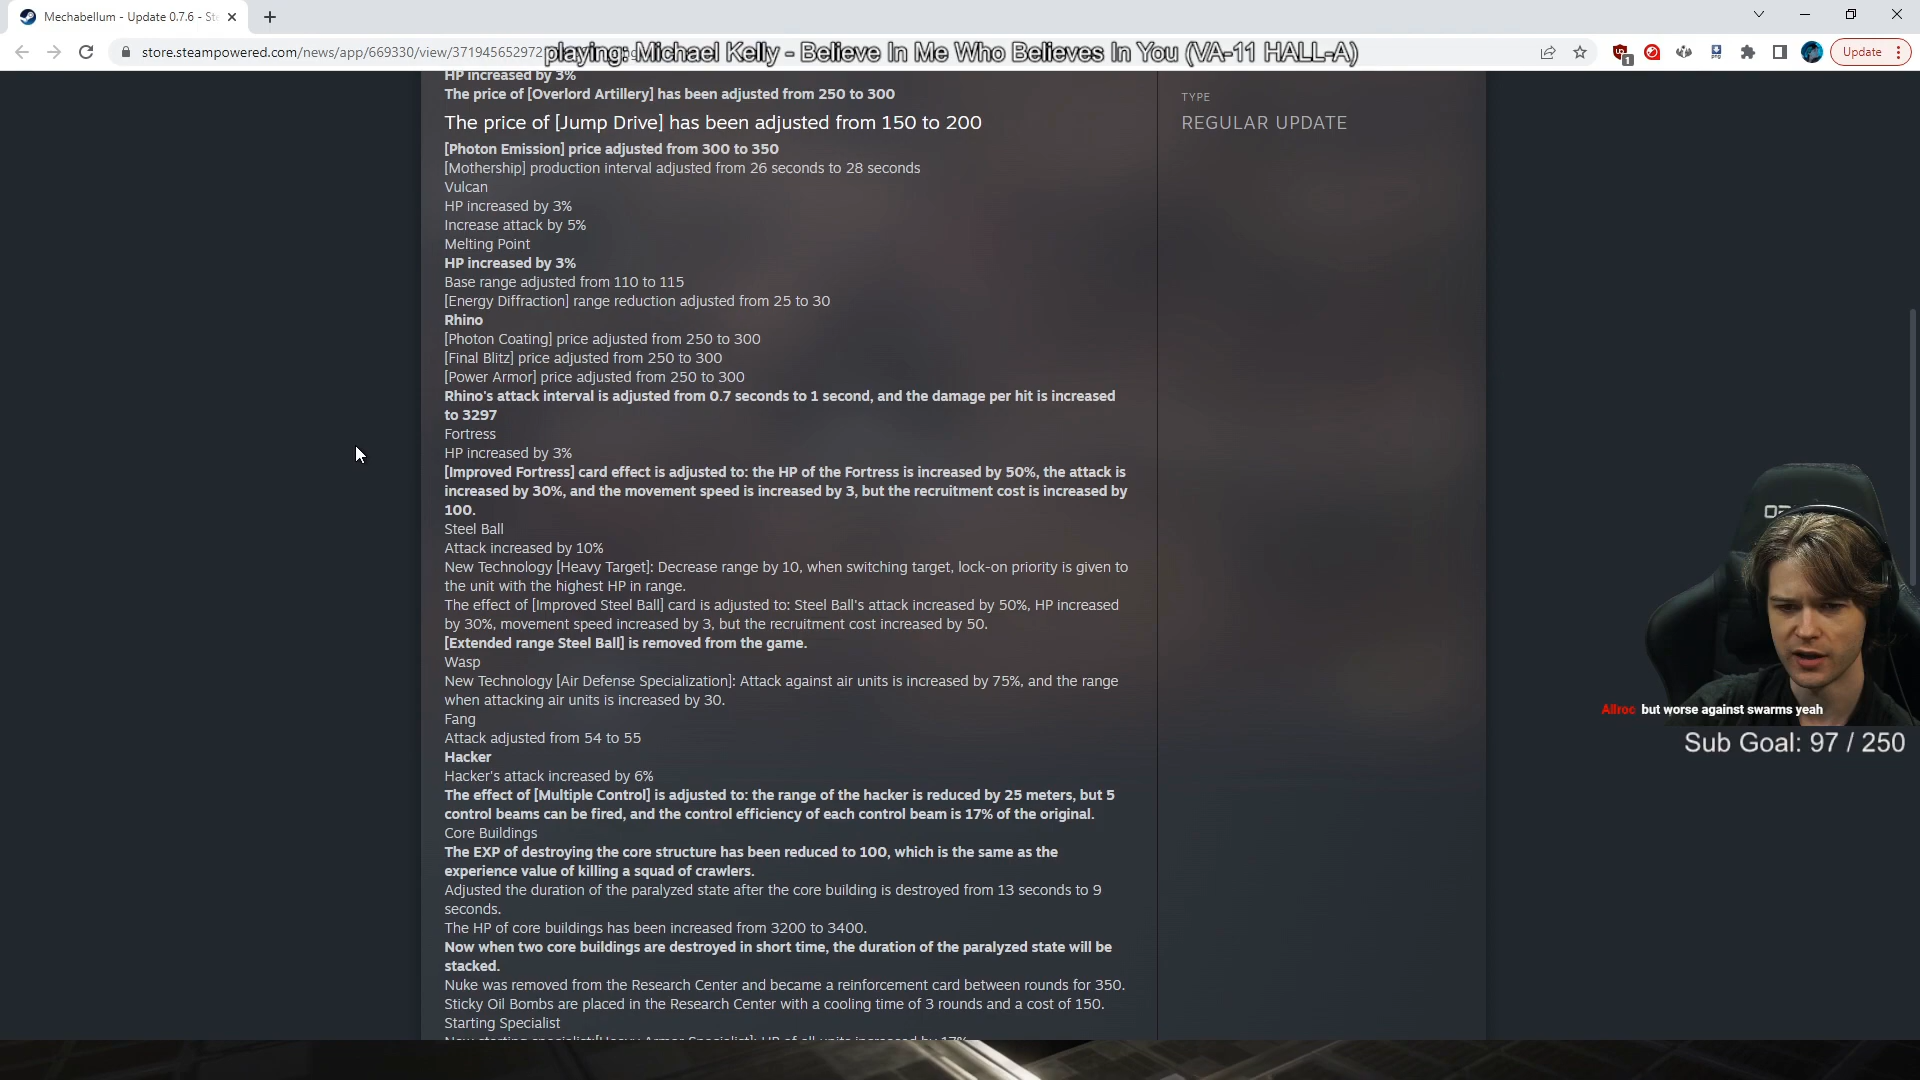 Mechabellum - Update 0.7.6 - Ste
store.steampowered.com/news/app/669330/view/37194565297
playing: Michael Kelly - Believe In Me Who Believes In You (VA-11 HALL-A)
1
Update
HP increased by 3%
The price of [Overlord Artillery] has been adjusted from 250 to 300
The price of [Jump Drive] has been adjusted from 150 to 200
[Photon Emission] price adjusted from 300 to 350
[Mothership] production interval adjusted from 26 seconds to 28 seconds
Vulcan
HP increased by 3%
Increase attack by 5%
Melting Point
HP increased by 3%
Base range adjusted from 110 to 115
[Energy Diffraction] range reduction adjusted from 25 to 30
Rhino
[Photon Coating] price adjusted from 250 to 300
[Final Blitz] price adjusted from 250 to 300
[Power Armor] price adjusted from 250 to 300
Rhino's attack interval is adjusted from 0.7 seconds to 1 second, and the damage per hit is increased
to 3297
Fortress
HP increased by 3%
[Improved Fortress] card effect is adjusted to: the HP of the Fortress is increased by 50%, the attack is
increased by 30%, and the movement speed is increased by 3, but the recruitment cost is increased by
100.
Steel Ball
Attack increased by 10%
New Technology [Heavy Target]: Decrease range by 10, when switching target, lock-on priority is given to
the unit with the highest HP in range.
The effect of [Improved Steel Ball] card is adjusted to: Steel Ball's attack increased by 50%, HP increased
by 30%, movement speed increased by 3, but the recruitment cost increased by 50.
[Extended range Steel Ball] is removed from the game.
Wasp
New Technology [Air Defense Specialization]: Attack against air units is increased by 75%, and the range
when attacking air units is increased by 30.
Fang
Attack adjusted from 54 to 55
Hacker
Hacker's attack increased by 6%
The effect of [Multiple Control] is adjusted to: the range of the hacker is reduced by 25 meters, but 5
control beams can be fired, and the control efficiency of each control beam is 17% of the original.
Core Buildings
The EXP of destroying the core structure has been reduced to 100, which is the same as the
experience value of killing a squad of crawlers.
Adjusted the duration of the paralyzed state after the core building is destroyed from 13 seconds to 9
seconds.
The HP of core buildings has been increased from 3200 to 3400.
Now when two core buildings are destroyed in short time, the duration of the paralyzed state will be
stacked.
Nuke was removed from the Research Center and became a reinforcement card between rounds for 350.
Sticky Oil Bombs are placed in the Research Center with a cooling time of 3 rounds and a cost of 150.
Starting Specialist
New starting specialist:[Heavy Armor Specialist]: HP of all units increased by 17%
TYPE
REGULAR UPDATE
Allroc but worse against swarms yeah
Sub Goal: 97 / 250